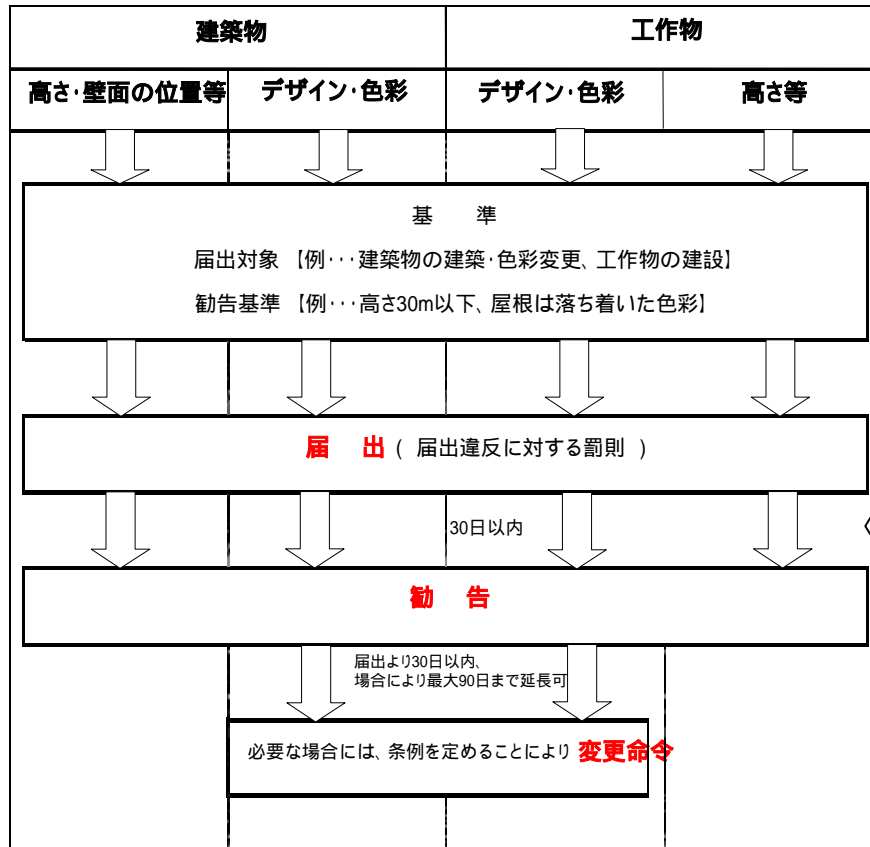 建築物
工作物
高さ・壁面の位置等
デザイン・色彩
デザイン・色彩
高さ等
基　準
届出対象 【例・・・建築物の建築・色彩変更、工作物の建設】
勧告基準 【例・・・高さ30m以下、屋根は落ち着いた色彩】
届　出 ( 届出違反に対する罰則 )
30日以内
勧　告
届出より30日以内、
場合により最大90日まで延長可
必要な場合には、条例を定めることにより 変更命令